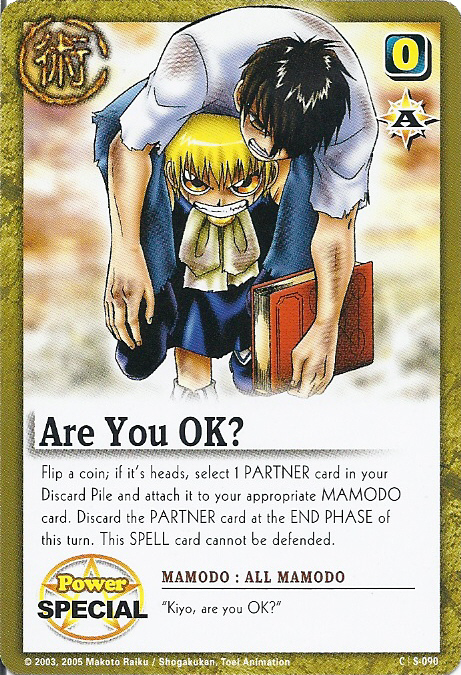 術
0
A
Are You OK?
Flip a coin; if it's heads, select 1 PARTNER card in your
Discard Pile and attach it to your appropriate MAMODO
card. Discard the PARTNER card at the END PHASE of
this turn. This SPELL card cannot be defended.
Power
SPECIAL
MAMODO : ALL MAMODO
"Kiyo, are you OK?"
© 2003, 2005 Makoto Raiku / Shogakukan, Toei Animation
C | S-090